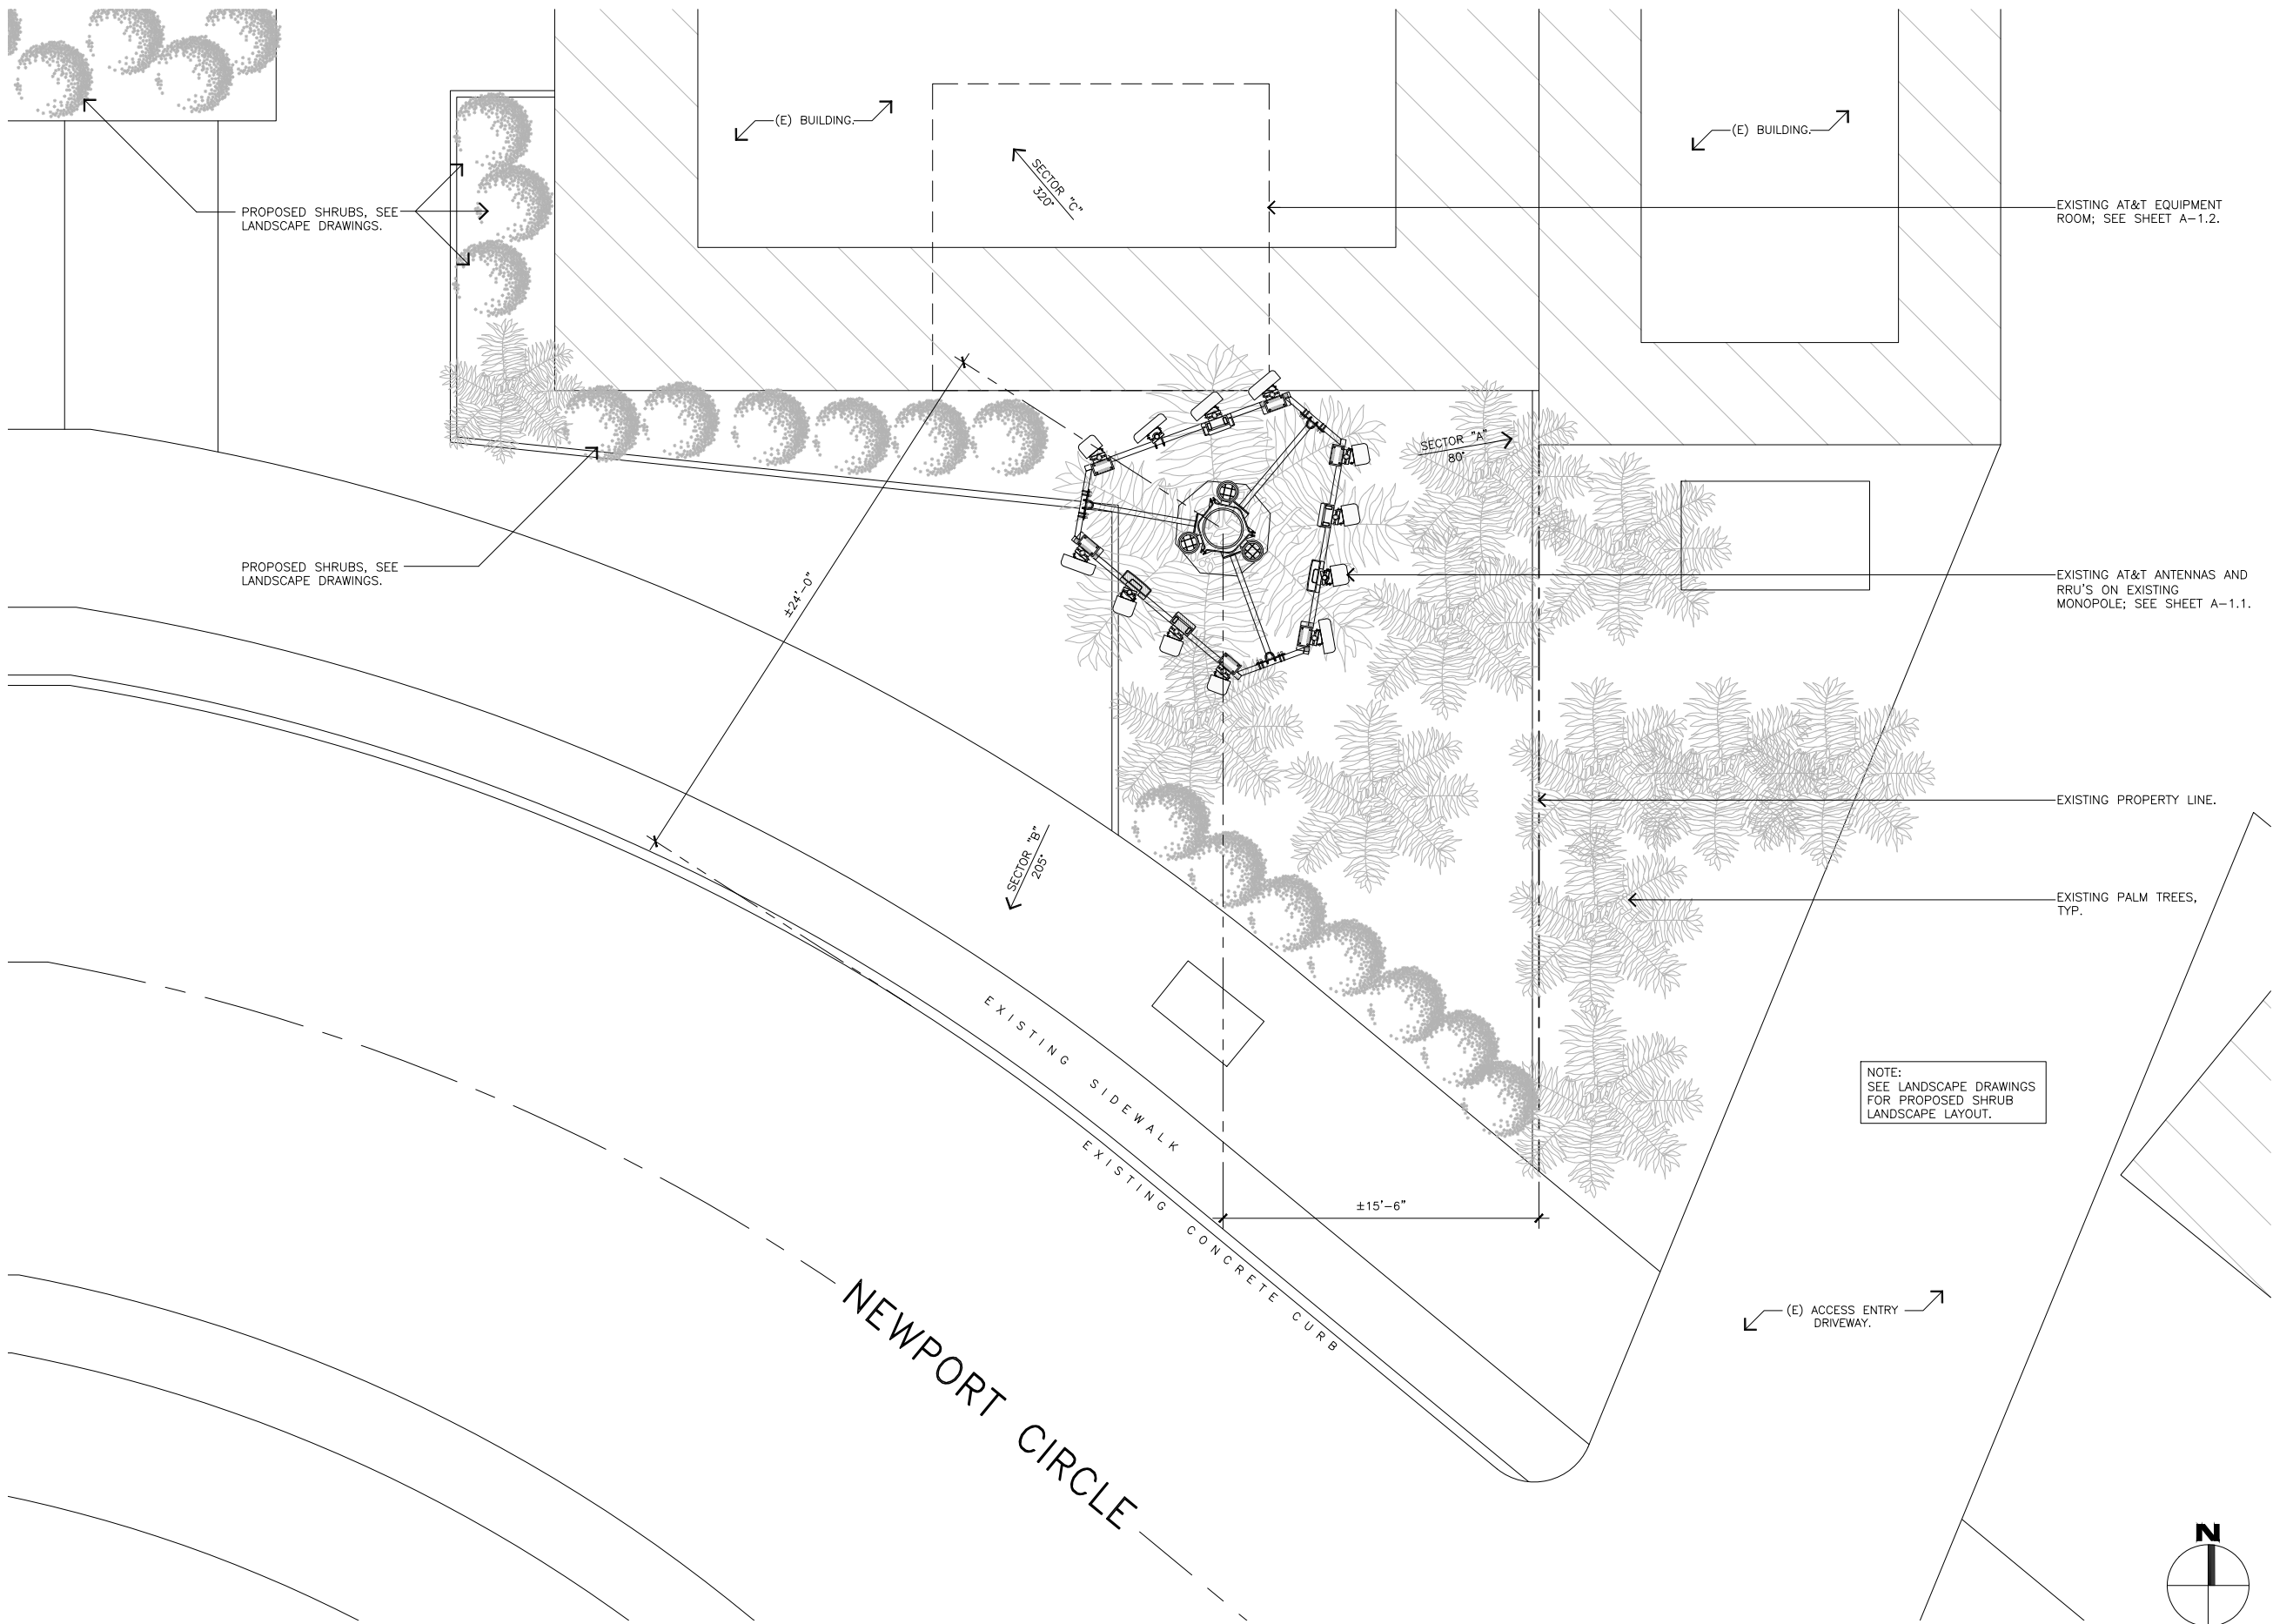 (E) BUILDING.
(E) BUILDING.
SECTOR "C"
320°
PROPOSED SHRUBS, SEE
LANDSCAPE DRAWINGS.
EXISTING AT&T EQUIPMENT
ROOM; SEE SHEET A-1.2.
SECTOR "A"
80°
PROPOSED SHRUBS, SEE
LANDSCAPE DRAWINGS.
±24'-0"
EXISTING AT&T ANTENNAS AND
RRU'S ON EXISTING
MONOPOLE; SEE SHEET A-1.1.
EXISTING PROPERTY LINE.
SECTOR "B"
205°
EXISTING PALM TREES,
TYP.
EXISTING SIDEWALK
EXISTING CONCRETE CURB
NOTE:
SEE LANDSCAPE DRAWINGS
FOR PROPOSED SHRUB
LANDSCAPE LAYOUT.
±15'-6"
NEWPORT CIRCLE
(E) ACCESS ENTRY
DRIVEWAY.
N